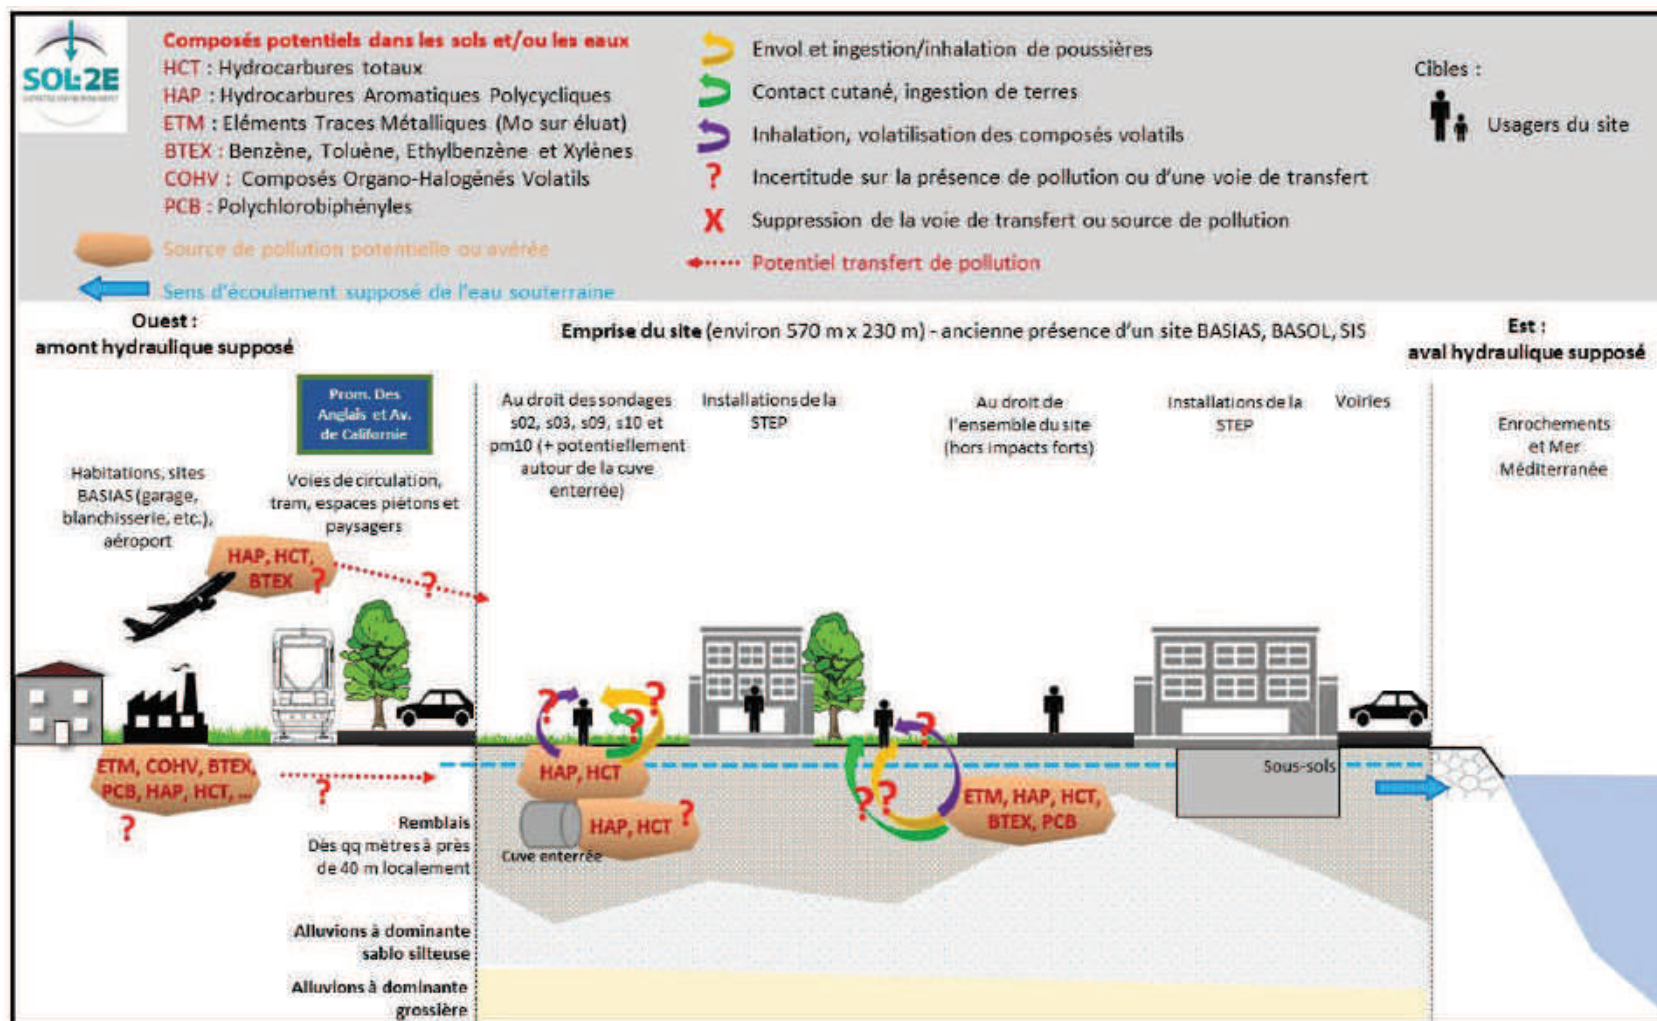 SOL-2E
Composés potentiels dans les sols et/ou les eaux
HCT : Hydrocarbures totaux
HAP : Hydrocarbures Aromatiques Polycycliques
ETM : Eléments Traces Métalliques (Mo sur éluat)
BTEX : Benzène, Toluène, Ethylbenzène et Xylènes
COHV : Composés Organo-Halogénés Volatils
PCB : Polychlorobiphényles
Source de pollution potentielle ou avérée
Sens d'écoulement supposé de l'eau souterraine
Envol et ingestion/inhalation de poussières
Contact cutané, ingestion de terres
Inhalation, volatilisation des composés volatils
? Incertitude sur la présence de pollution ou d'une voie de transfert
X Suppression de la voie de transfert ou source de pollution
Potentiel transfert de pollution
Cibles :
Usagers du site
Ouest :
amont hydraulique supposé
Emprise du site (environ 570 m x 230 m) - ancienne présence d'un site BASIAS, BASOL, SIS
Est :
aval hydraulique supposé
Prom. Des
Anglais et Av.
de Californie
Habitations, sites
BASIAS (garage,
blanchisserie, etc.),
aéroport
Voies de circulation,
tram, espaces piétons et
paysagers
Au droit des sondages
s02, s03, s09, s10 et
pm10 (+ potentiellement
autour de la cuve
enterrée)
Installations de la
STEP
Au droit de
l'ensemble du site
(hors impacts forts)
Installations de la
STEP
Voiries
Enrochements
et Mer
Méditerranée
HAP, HCT,
BTEX ?
?
? ? ?
?
ETM, COHV, BTEX,
PCB, HAP, HCT, ...
?
?
HAP, HCT
HAP, HCT ?
Cuve enterrée
? ?
ETM, HAP, HCT,
BTEX, PCB
Sous-sols
Remblais
Dès qq mètres à près
de 40 m localement
Alluvions à dominante
sablo silteuse
Alluvions à dominante
grossière